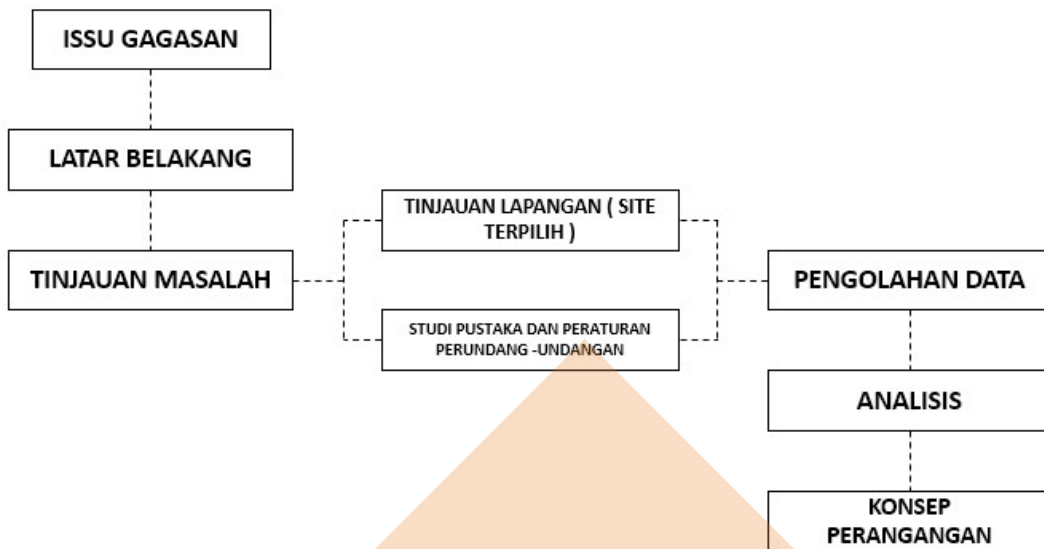 ISSU GAGASAN
LATAR BELAKANG
TINJAUAN MASALAH
TINJAUAN LAPANGAN ( SITE
TERPILIH )
STUDI PUSTAKA DAN PERATURAN
PERUNDANG -UNDANGAN
PENGOLAHAN DATA
ANALISIS
KONSEP
PERANGANGAN